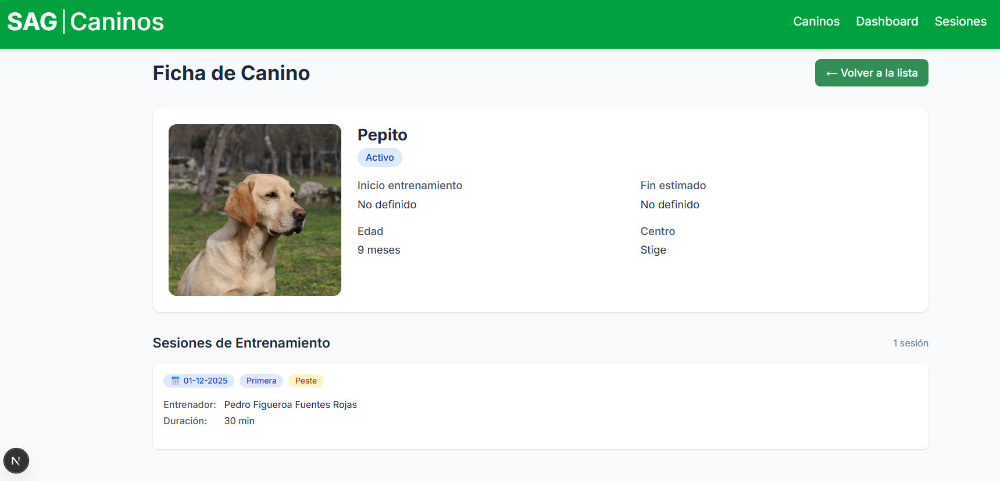 SAG|Caninos
Caninos Dashboard Sesiones
Ficha de Canino
← Volver a la lista
Pepito
Activo
Inicio entrenamiento
No definido
Fin estimado
No definido
Edad
9 meses
Centro
Stige
Sesiones de Entrenamiento
1 sesión
01-12-2025 Primera Peste
Entrenador: Pedro Figueroa Fuentes Rojas
Duración: 30 min
N